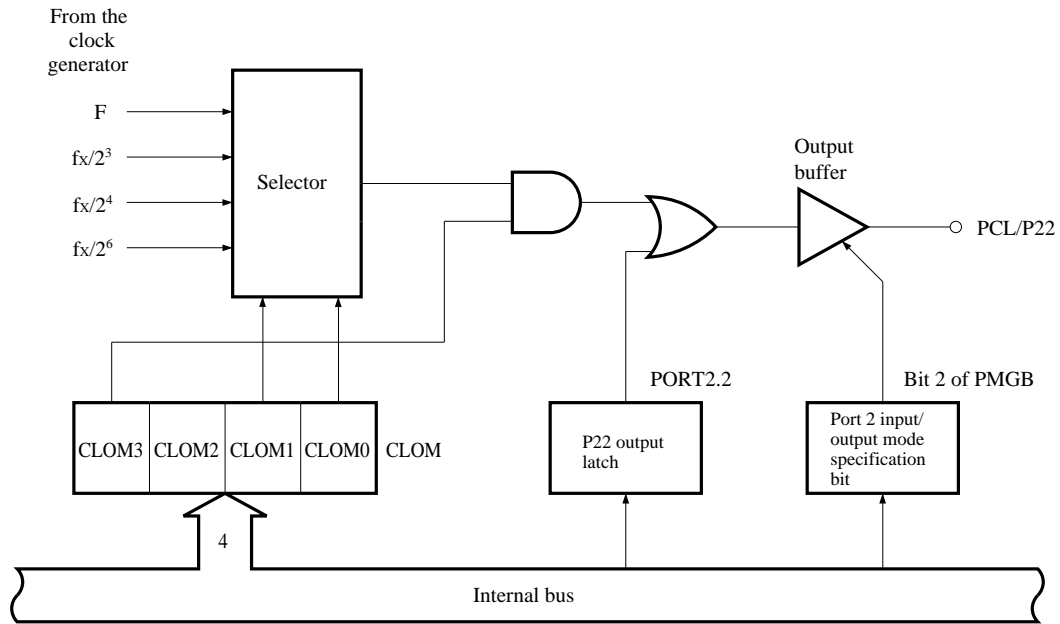 From the
clock
generator
F
fx/2³
fx/2⁴
fx/2⁶
Selector
Output
buffer
PCL/P22
PORT2.2
Bit 2 of PMGB
CLOM3 CLOM2 CLOM1 CLOM0 CLOM
P22 output
latch
Port 2 input/
output mode
specification
bit
4
Internal bus